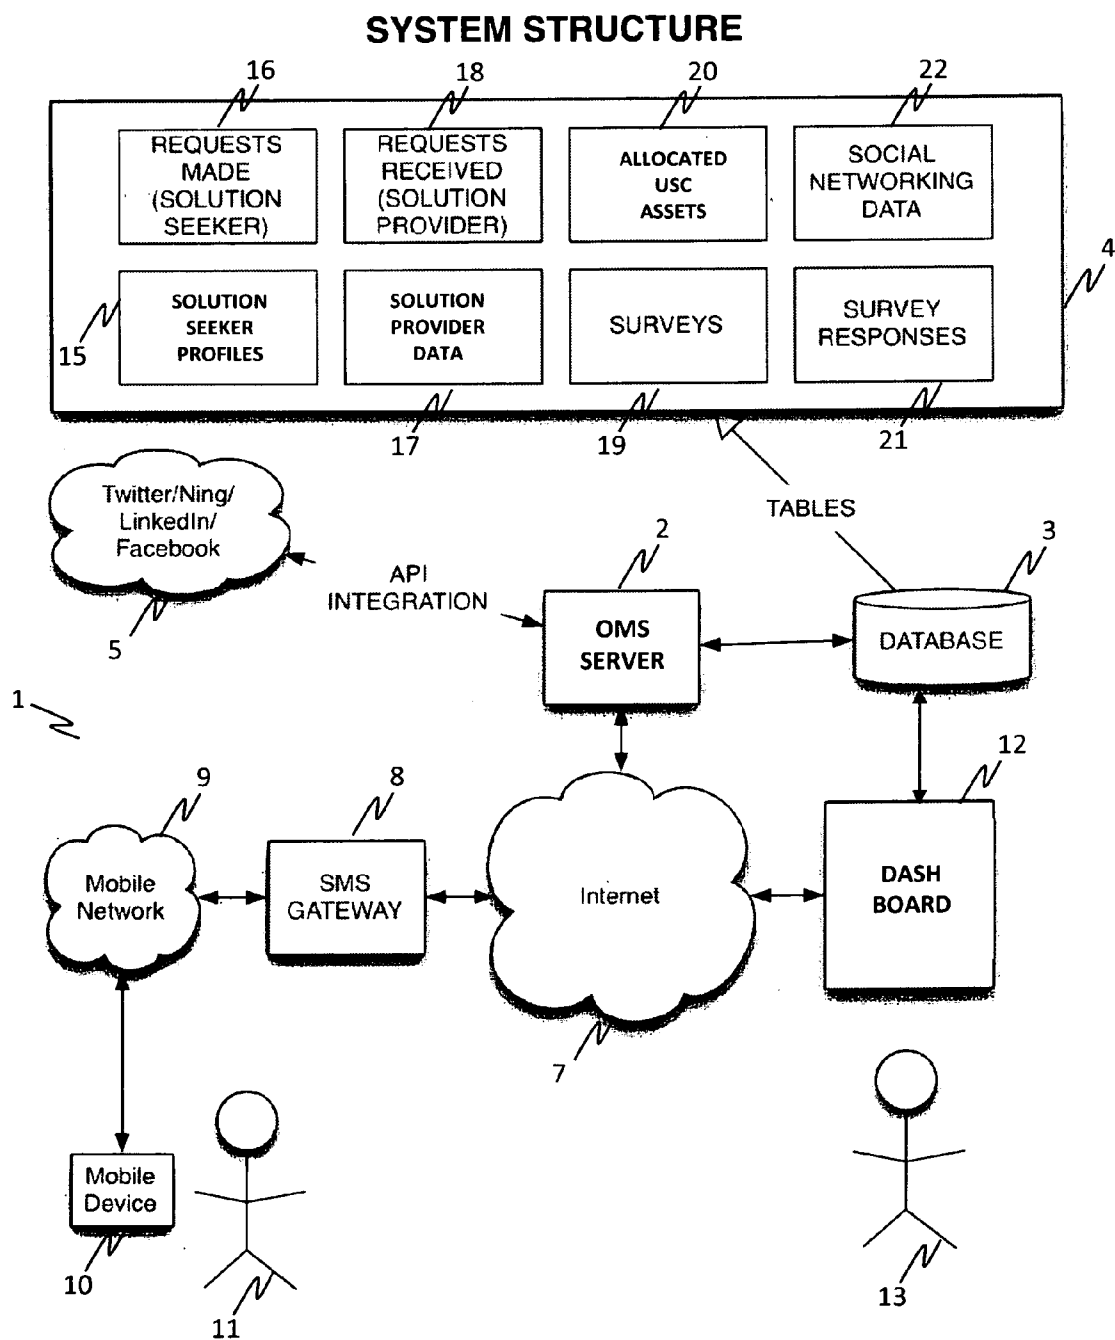 SYSTEM STRUCTURE
16
18
20
22
REQUESTS
MADE
(SOLUTION
SEEKER)
REQUESTS
RECEIVED
(SOLUTION
PROVIDER)
ALLOCATED
USC
ASSETS
SOCIAL
NETWORKING
DATA
4
15
SOLUTION
SEEKER
PROFILES
SOLUTION
PROVIDER
DATA
SURVEYS
SURVEY
RESPONSES
17
19
21
Twitter/Ning/
LinkedIn/
Facebook
5
API
INTEGRATION
TABLES
2
3
OMS
SERVER
DATABASE
1
9
8
12
Mobile
Network
SMS
GATEWAY
Internet
DASH
BOARD
7
Mobile
Device
10
11
13